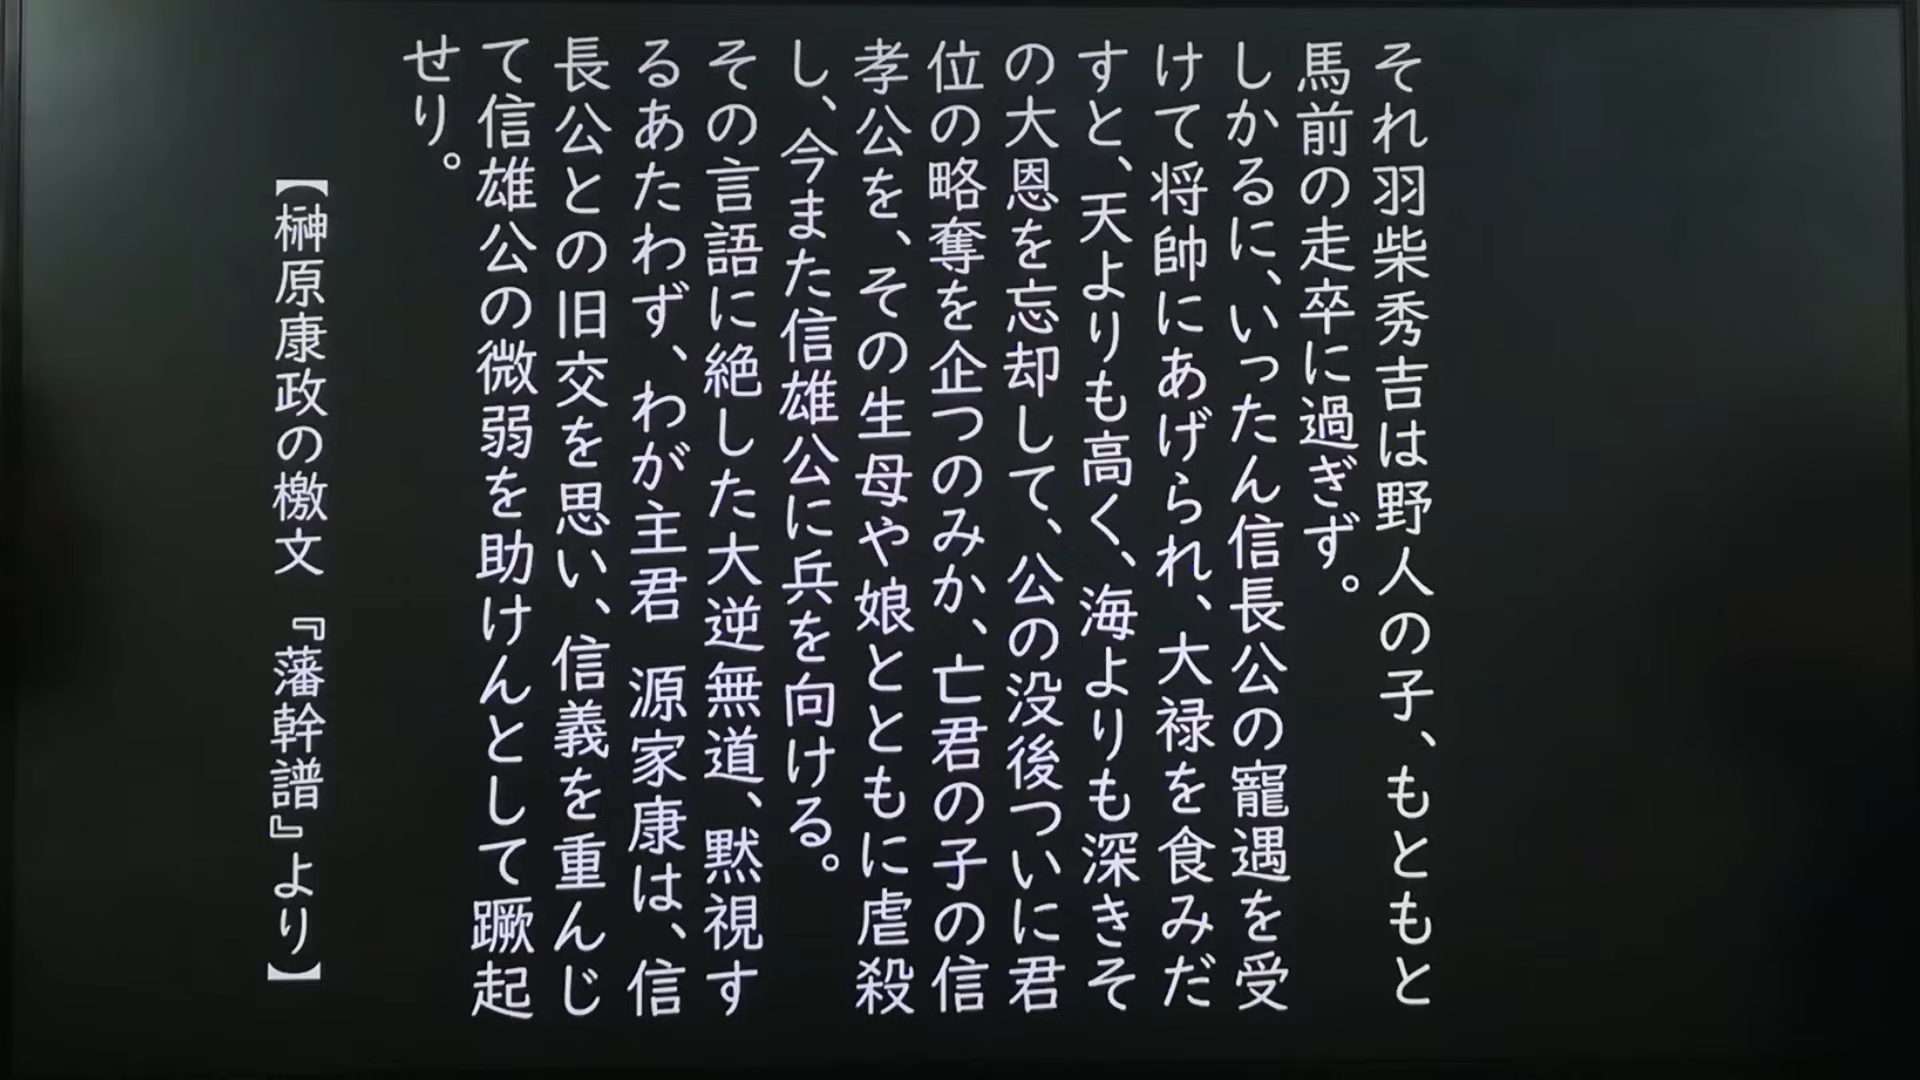 それ羽柴秀吉は野人の子、もともと
馬前の走卒に過ぎず。
しかるに、いったん信長公の寵遇を受
けて将帥にあげられ、大禄を食みだ
すと、天よりも高く、海よりも深きそ
の大恩を忘却して、公の没後ついに君
位の略奪を企つのみか、亡君の子の信
孝公を、その生母や娘とともに虐殺
し、今また信雄公に兵を向ける。
その言語に絶した大逆無道、黙視す
るあたわず、わが主君 源家康は、信
長公との旧交を思い、信義を重んじ
て信雄公の微弱を助けんとして蹶起
せり。
【榊原康政の檄文『藩幹譜』より】